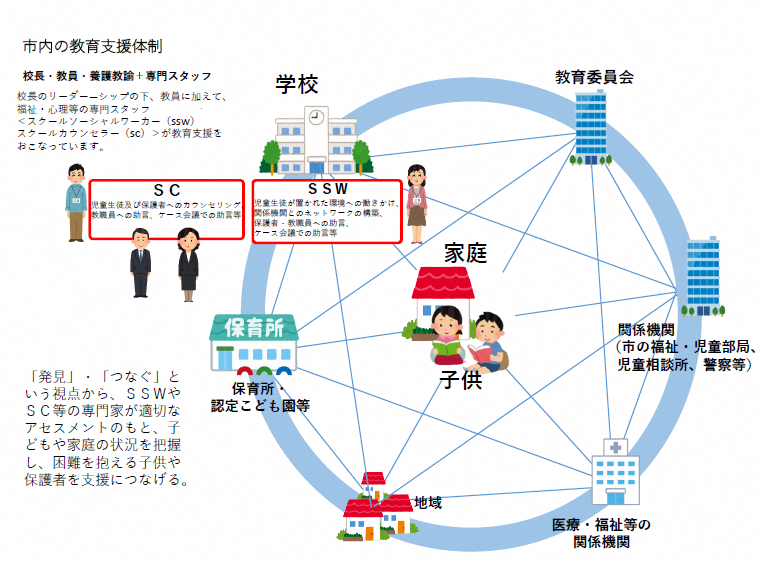 市内の教育支援体制
校長・教員・養護教諭＋専門スタッフ
校長のリーダーシップの下、教員に加えて、
福祉・心理等の専門スタッフ
＜スクールソーシャルワーカー（ssw）
スクールカウンセラー（sc）＞が教育支援を
おこなっています。
学校
教育委員会
ＳＣ
児童生徒及び保護者へのカウンセリング、
教職員への助言、ケース会議での助言等
ＳＳＷ
児童生徒が置かれた環境への働きかけ、
関係機関とのネットワークの構築、
保護者・教職員への助言、
ケース会議での助言等
家庭
子供
関係機関
（市の福祉・児童部局、
児童相談所、警察等）
保育所
保育所・
認定こども園等
「発見」・「つなぐ」と
いう視点から、ＳＳＷや
ＳＣ等の専門家が適切な
アセスメントのもと、子
どもや家庭の状況を把握
し、困難を抱える子供や
保護者を支援につなげる。
地域
医療・福祉等の
関係機関